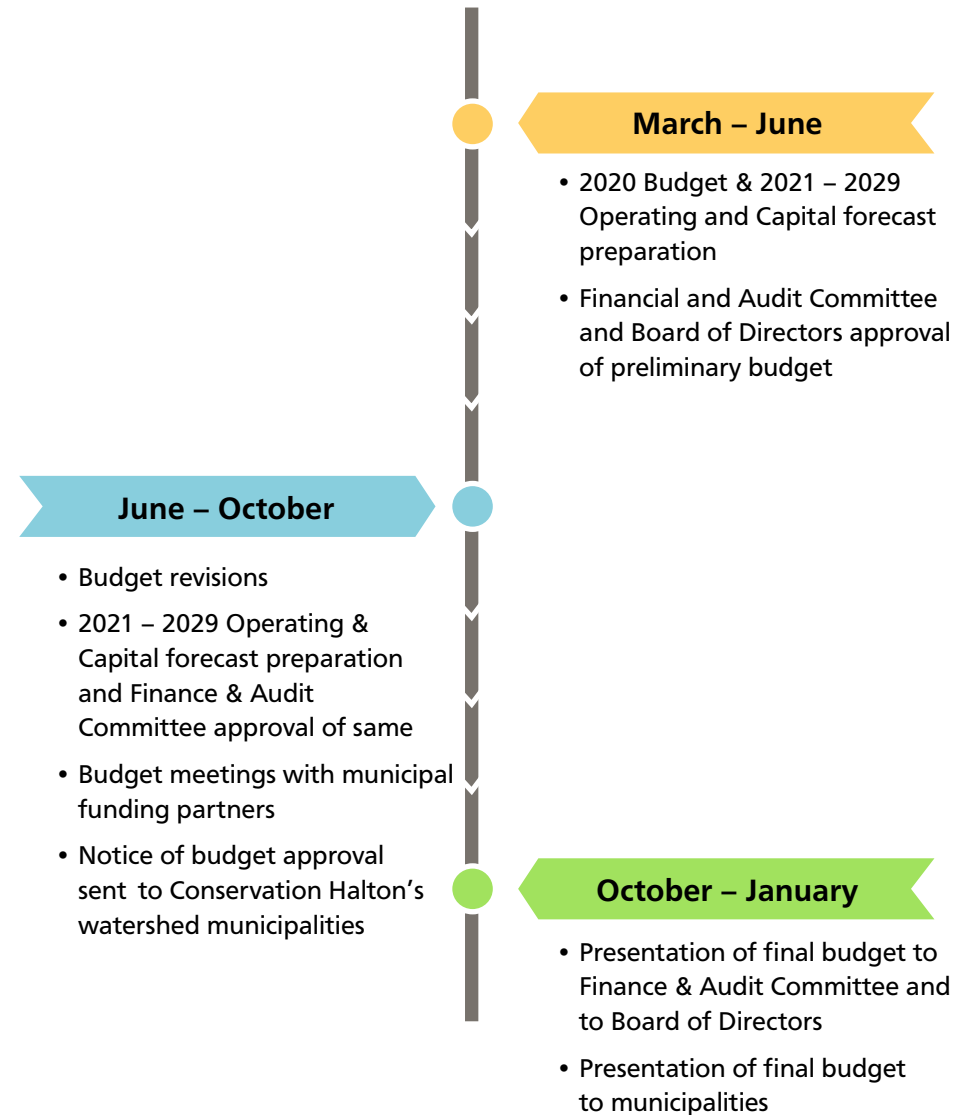 March – June
• 2020 Budget & 2021 – 2029
Operating and Capital forecast
preparation
• Financial and Audit Committee
and Board of Directors approval
of preliminary budget
June – October
• Budget revisions
• 2021 – 2029 Operating &
Capital forecast preparation
and Finance & Audit
Committee approval of same
• Budget meetings with municipal
funding partners
• Notice of budget approval
sent to Conservation Halton’s
watershed municipalities
October – January
• Presentation of final budget to
Finance & Audit Committee and
to Board of Directors
• Presentation of final budget
to municipalities